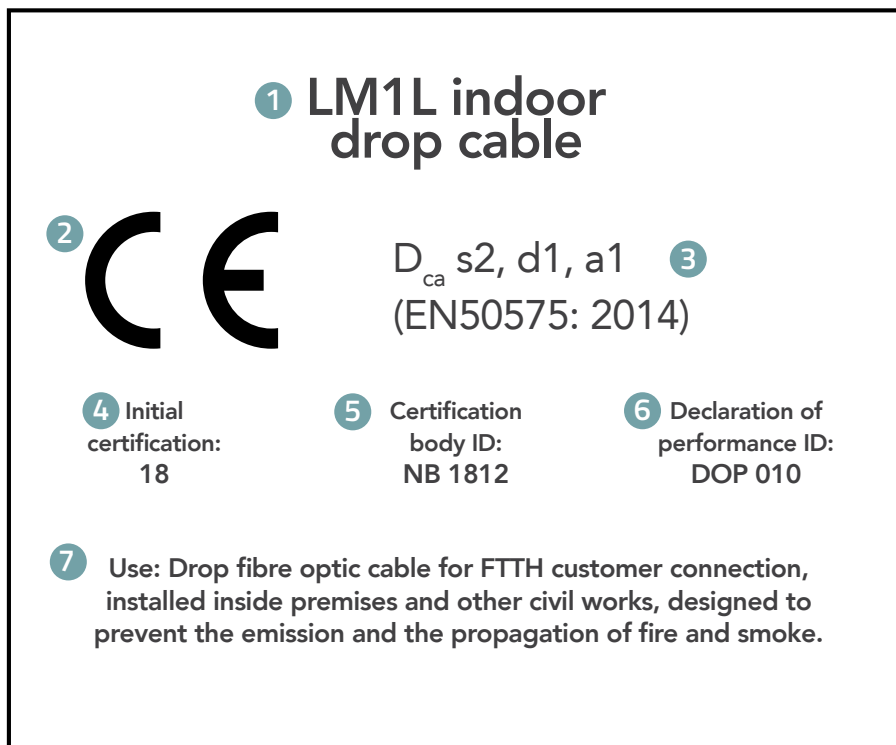 1 LM1L indoor
drop cable
2 CE
D_ca s2, d1, a1 3
(EN50575: 2014)
4 Initial
certification:
18
5 Certification
body ID:
NB 1812
6 Declaration of
performance ID:
DOP 010
7 Use: Drop fibre optic cable for FTTH customer connection,
installed inside premises and other civil works, designed to
prevent the emission and the propagation of fire and smoke.